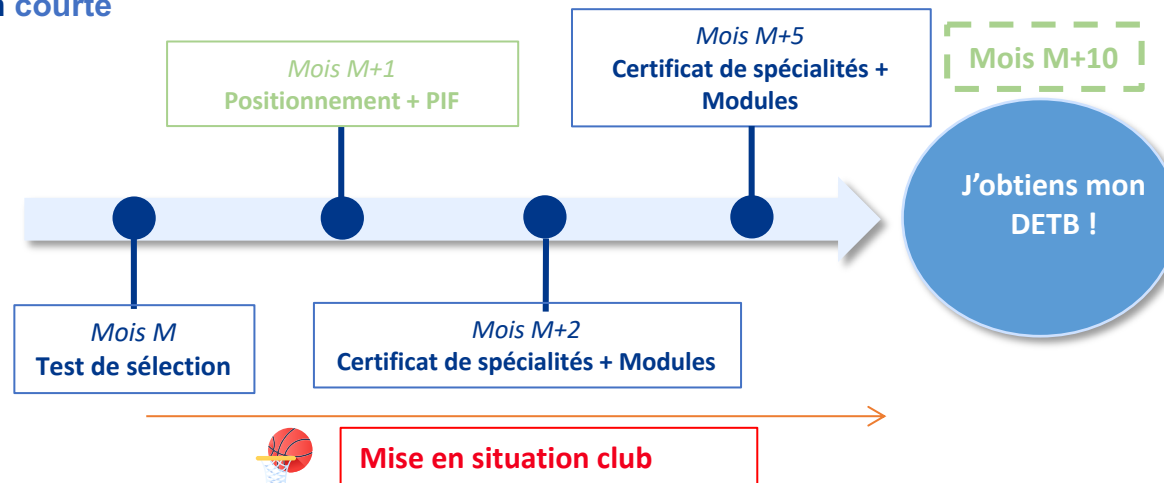 courte
Mois M+1
Positionnement + PIF
Mois M+5
Certificat de spécialités +
Modules
Mois M+10
J'obtiens mon
DETB !
Mois M
Test de sélection
Mois M+2
Certificat de spécialités + Modules
Mise en situation club